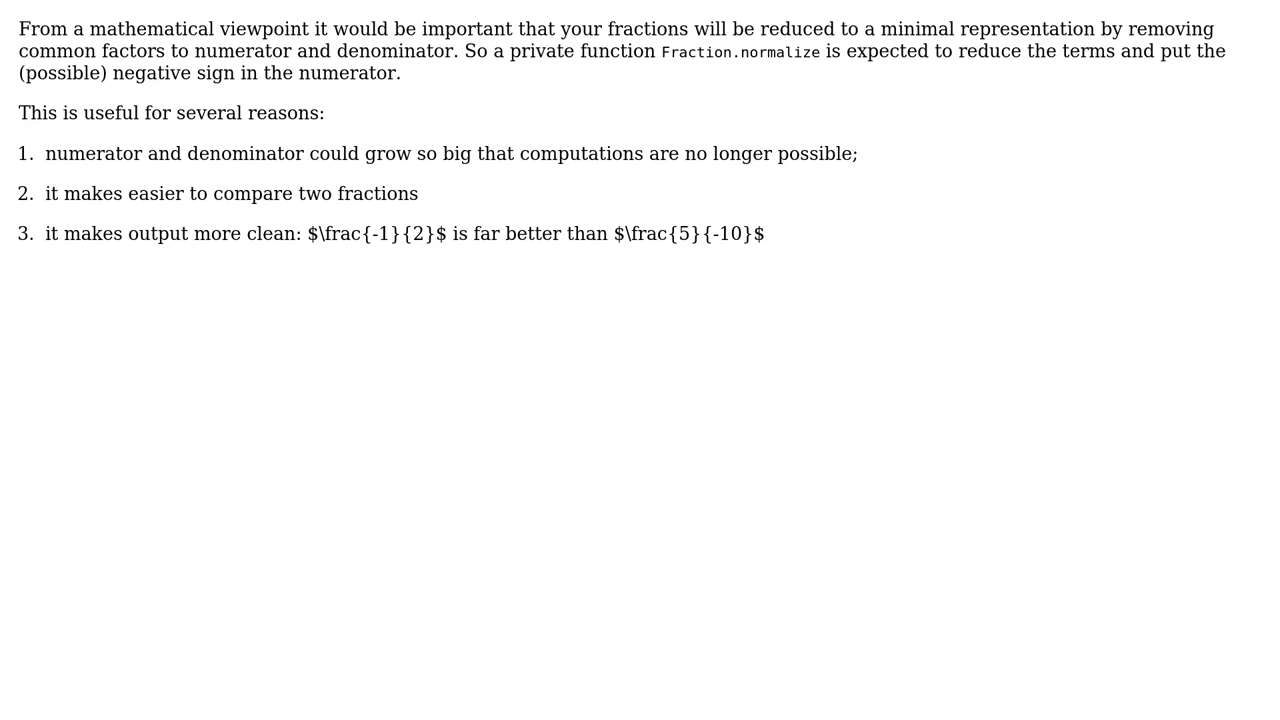 From a mathematical viewpoint it would be important that your fractions will be reduced to a minimal representation by removing
common factors to numerator and denominator. So a private function Fraction.normalize is expected to reduce the terms and put the
(possible) negative sign in the numerator.
This is useful for several reasons:
1. numerator and denominator could grow so big that computations are no longer possible;
2. it makes easier to compare two fractions
3. it makes output more clean: $\frac{-1}{2}$ is far better than $\frac{5}{-10}$